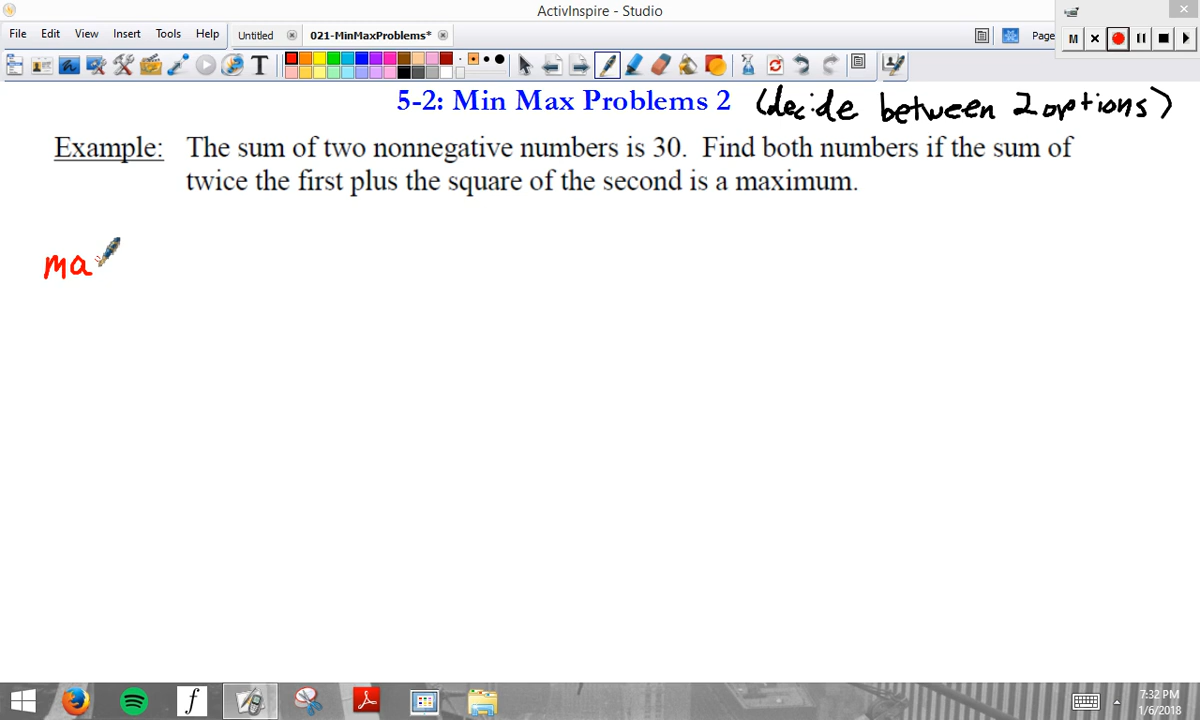 ActivInspire - Studio
File Edit View Insert Tools Help Untitled 021-MinMaxProblems* Page
M
T
5-2: Min Max Problems 2 (decide between 2 options)
Example: The sum of two nonnegative numbers is 30. Find both numbers if the sum of
twice the first plus the square of the second is a maximum.
ma
f
7:32 PM
1/6/2018